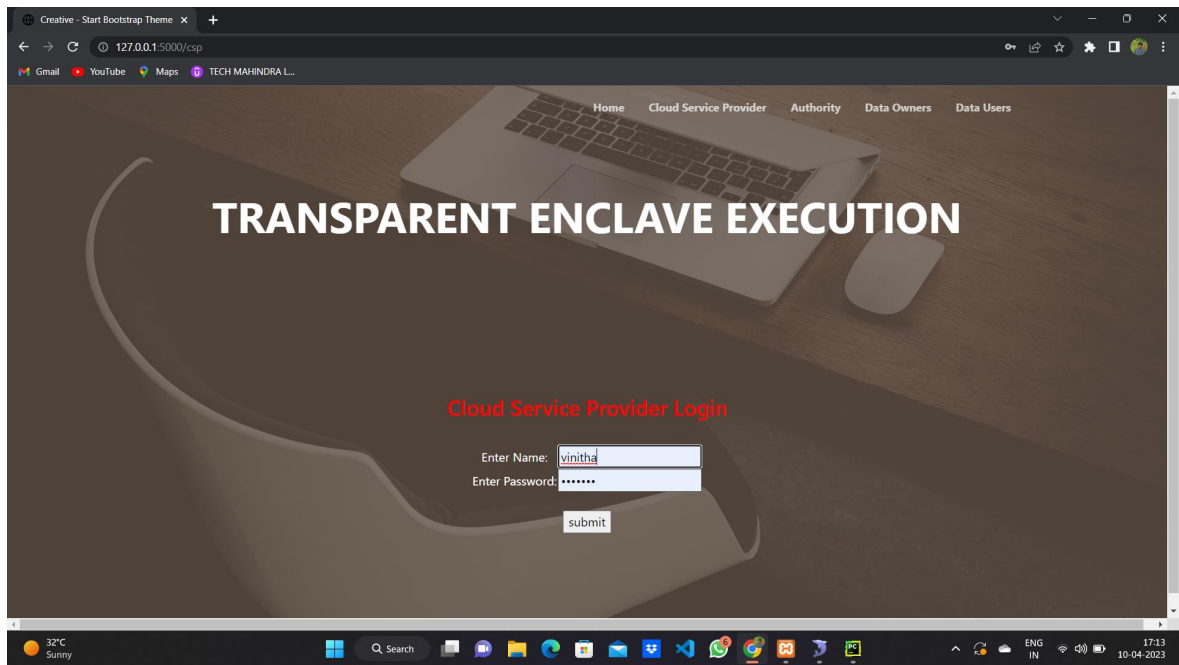 Creative - Start Bootstrap Theme
127.0.0.1:5000/csp
Gmail YouTube Maps TECH MAHINDRA L...
Home Cloud Service Provider Authority Data Owners Data Users
TRANSPARENT ENCLAVE EXECUTION
Cloud Service Provider Login
Enter Name: vinitha
Enter Password: •••••••
submit
32°C
Sunny
Search
6
PC
ENG
IN
17:13
10-04-2023